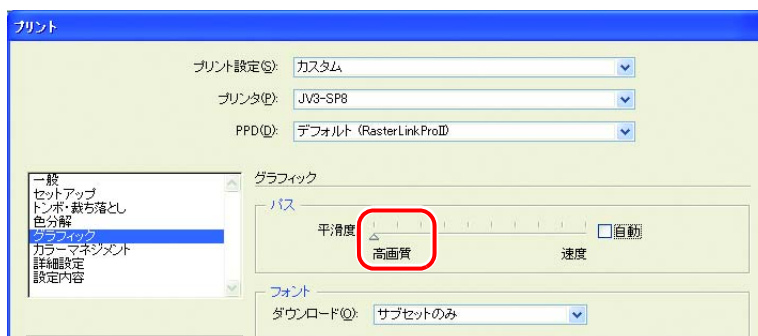 プリント
プリント設定(S): カスタム
プリンタ(P): JV3-SP8
PPD(D): デフォルト (RasterLinkProII)
一般
セットアップ
トンボ・裁ち落とし
色分解
グラフィック
カラーマネジメント
詳細設定
設定内容
グラフィック
パス
平滑度:
自動
高画質 速度
フォント
ダウンロード(O): サブセットのみ